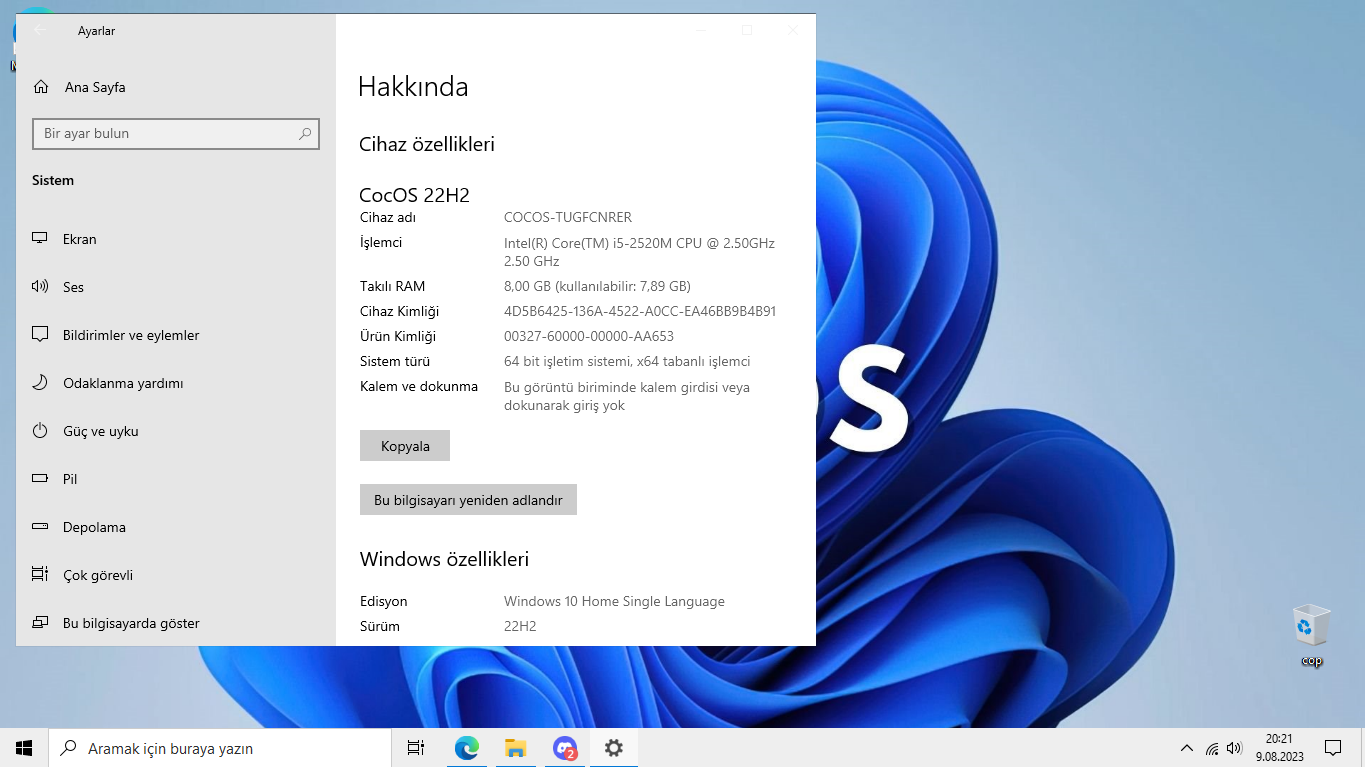 Ayarlar
Ana Sayfa
Bir ayar bulun
Sistem
Ekran
Ses
Bildirimler ve eylemler
Odaklanma yardımı
Güç ve uyku
Pil
Depolama
Çok görevli
Bu bilgisayarda göster
Hakkında
Cihaz özellikleri
CocOS 22H2
Cihaz adı COCOS-TUGFCNRER
İşlemci Intel(R) Core(TM) i5-2520M CPU @ 2.50GHz
2.50 GHz
Takılı RAM 8,00 GB (kullanılabilir: 7,89 GB)
Cihaz Kimliği 4D5B6425-136A-4522-A0CC-EA46BB9B4B91
Ürün Kimliği 00327-60000-00000-AA653
Sistem türü 64 bit işletim sistemi, x64 tabanlı işlemci
Kalem ve dokunma Bu görüntü biriminde kalem girdisi veya
dokunarak giriş yok
Kopyala
Bu bilgisayarı yeniden adlandır
Windows özellikleri
Edisyon Windows 10 Home Single Language
Sürüm 22H2
S
cop
Aramak için buraya yazın
2
20:21
9.08.2023